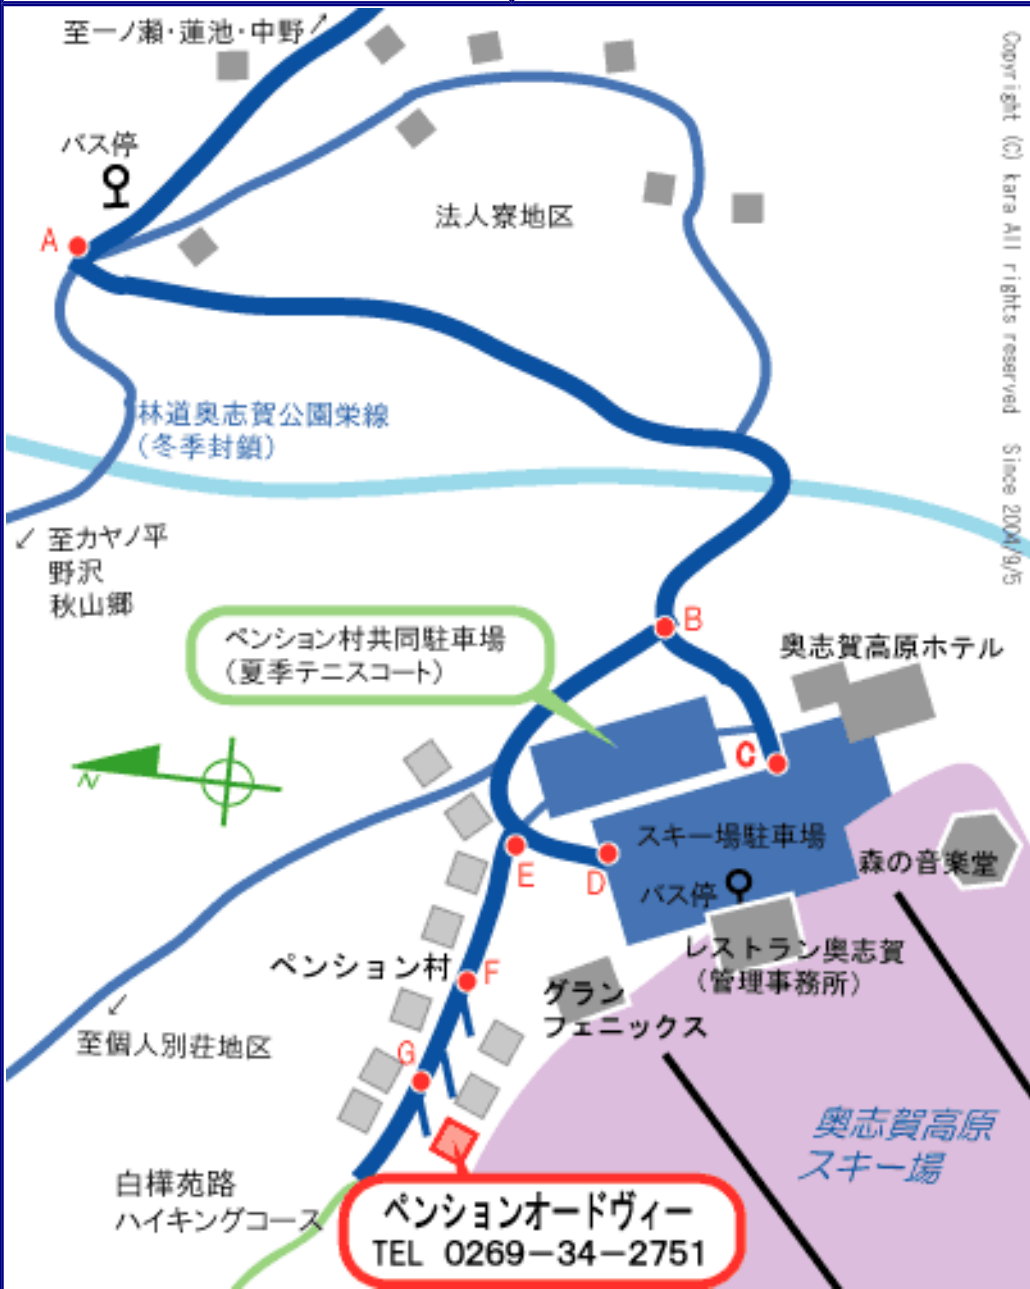 至一ノ瀬・蓮池・中野↗
バス停
A
法人寮地区
Copyright (C) kara All rights reserved Since 2004/9/5
林道奥志賀公園栄線
(冬季封鎖)
↙ 至カヤノ平
野沢
秋山郷
B
ペンション村共同駐車場
(夏季テニスコート)
奥志賀高原ホテル
N
C
スキー場駐車場
E
D
バス停
森の音楽堂
レストラン奥志賀
(管理事務所)
ペンション村
F
グラン
フェニックス
↙
至個人別荘地区
G
奥志賀高原
スキー場
白樺苑路
ハイキングコース
ペンションオードヴィー
TEL 0269-34-2751